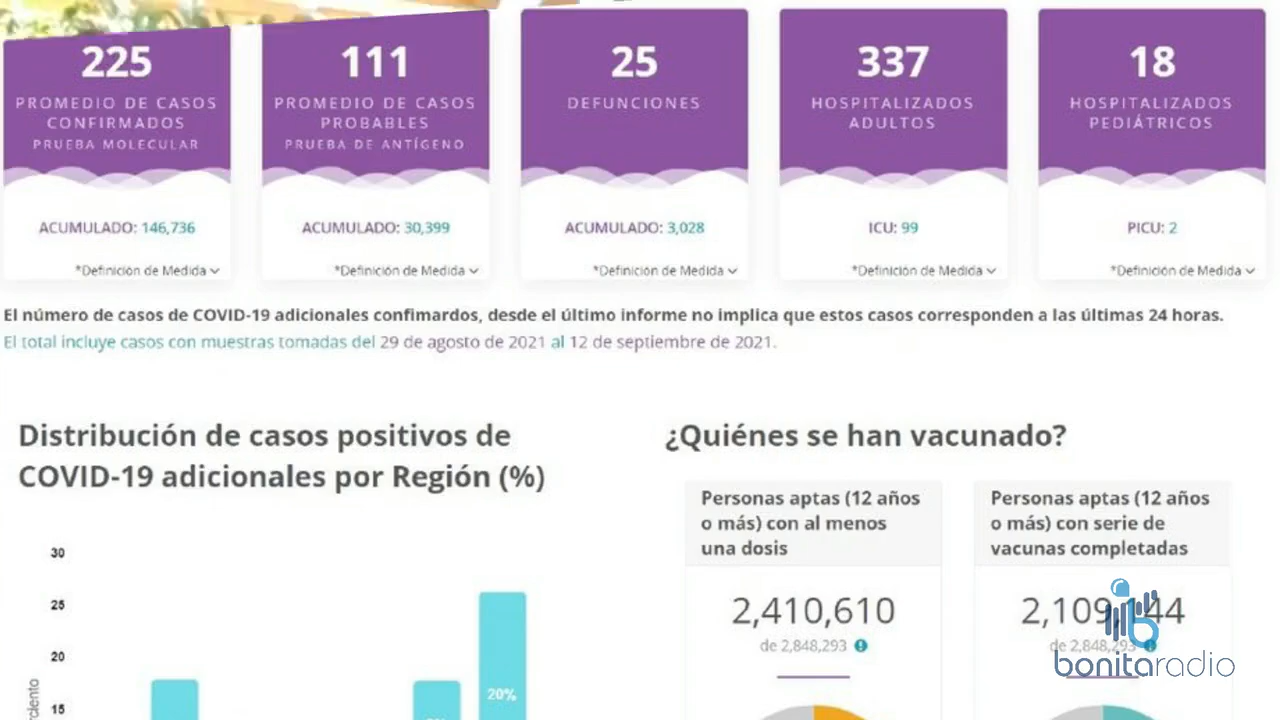 225
PROMEDIO DE CASOS
CONFIRMADOS
PRUEBA MOLECULAR
ACUMULADO: 146,736
*Definición de Medida
111
PROMEDIO DE CASOS
PROBABLES
PRUEBA DE ANTÍGENO
ACUMULADO: 30,399
*Definición de Medida
25
DEFUNCIONES
ACUMULADO: 3,028
*Definición de Medida
337
HOSPITALIZADOS
ADULTOS
ICU: 99
*Definición de Medida
18
HOSPITALIZADOS
PEDIÁTRICOS
PICU: 2
*Definición de Medida
El número de casos de COVID-19 adicionales confimardos, desde el último informe no implica que estos casos corresponden a las últimas 24 horas.
El total incluye casos con muestras tomadas del 29 de agosto de 2021 al 12 de septiembre de 2021.
Distribución de casos positivos de
COVID-19 adicionales por Región (%)
30
25
20
15
20%
¿Quiénes se han vacunado?
Personas aptas (12 años
o más) con al menos
una dosis
2,410,610
de 2,848,293
Personas aptas (12 años
o más) con serie de
vacunas completadas
2,109,144
de 2,848,293
bonitaradio